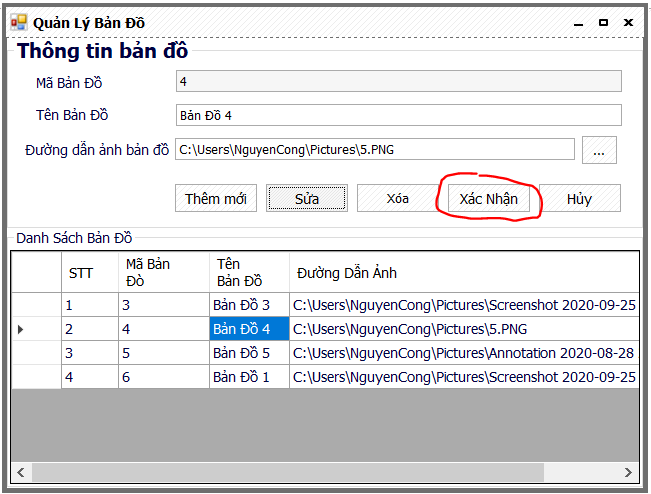 Quản Lý Bản Đồ
Thông tin bản đồ
Mã Bản Đồ
4
Tên Bản Đồ
Bản Đồ 4
Đường dẫn ảnh bản đồ
C:\Users\NguyenCong\Pictures\5.PNG
...
Thêm mới
Sửa
Xóa
Xác Nhận
Hủy
Danh Sách Bản Đồ
STT
Mã Bản
Đò
Tên
Bản Đồ
Đường Dẫn Ảnh
1 3 Bản Đồ 3 C:\Users\NguyenCong\Pictures\Screenshot 2020-09-25
2 4 Bản Đồ 4 C:\Users\NguyenCong\Pictures\5.PNG
3 5 Bản Đồ 5 C:\Users\NguyenCong\Pictures\Annotation 2020-08-28
4 6 Bản Đồ 1 C:\Users\NguyenCong\Pictures\Screenshot 2020-09-25